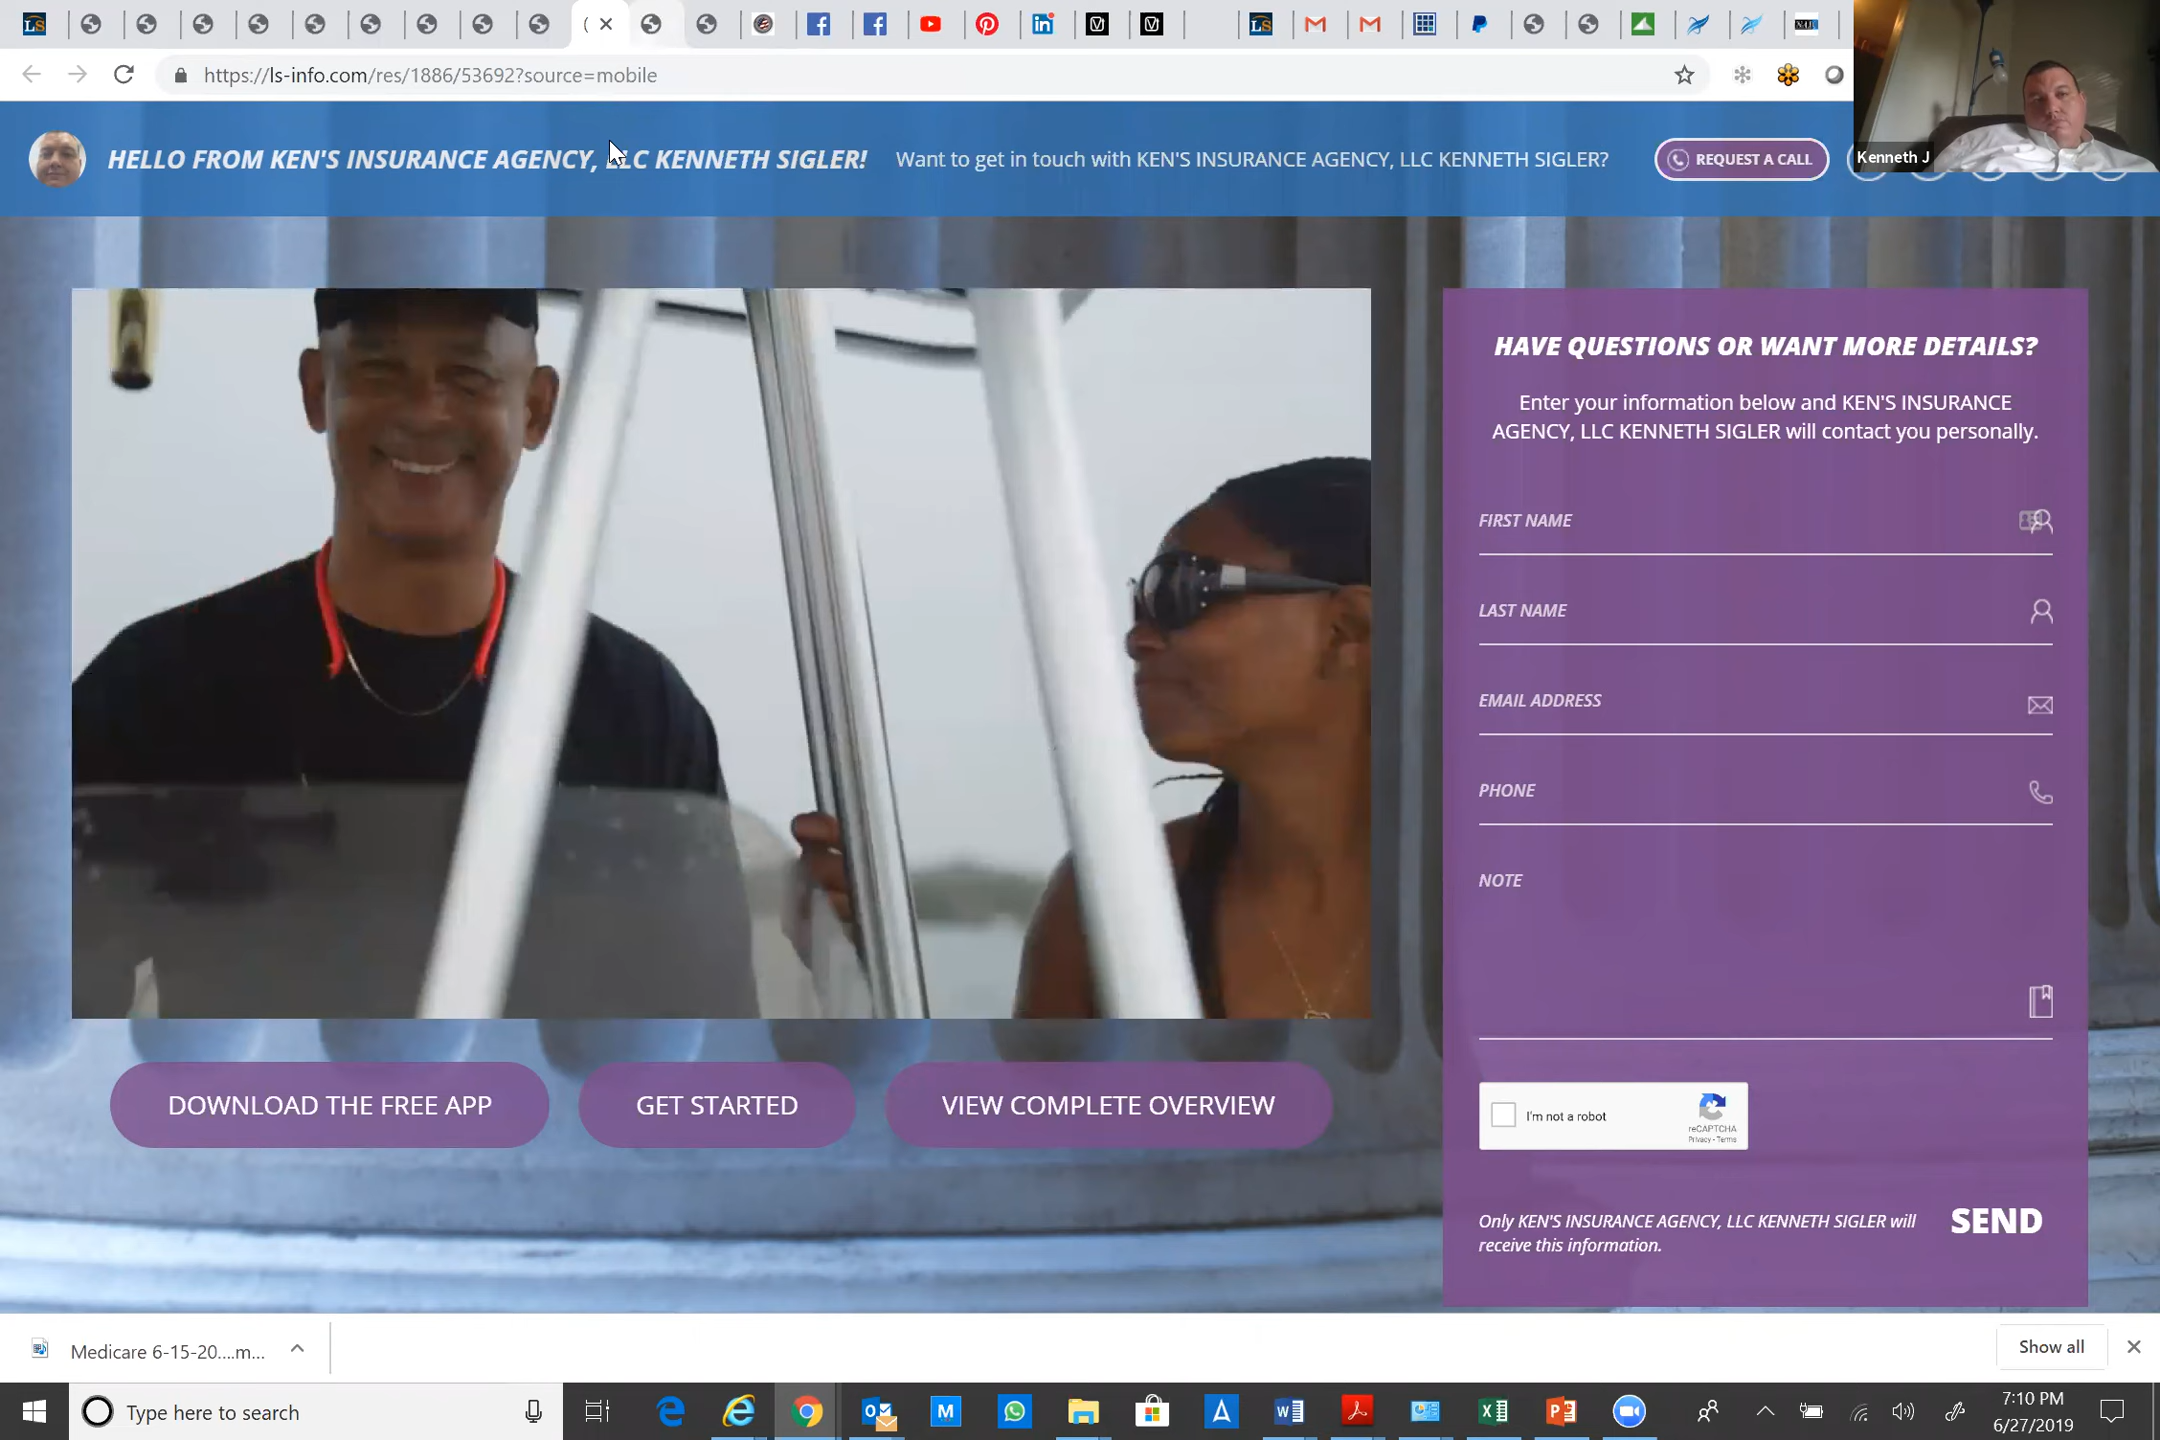 https://ls-info.com/res/1886/53692?source=mobile
HELLO FROM KEN'S INSURANCE AGENCY, LLC KENNETH SIGLER!
Want to get in touch with KEN'S INSURANCE AGENCY, LLC KENNETH SIGLER?
REQUEST A CALL
Kenneth J
HAVE QUESTIONS OR WANT MORE DETAILS?
Enter your information below and KEN'S INSURANCE
AGENCY, LLC KENNETH SIGLER will contact you personally.
FIRST NAME
LAST NAME
EMAIL ADDRESS
PHONE
NOTE
I'm not a robot
reCAPTCHA
Privacy - Terms
Only KEN'S INSURANCE AGENCY, LLC KENNETH SIGLER will
receive this information.
SEND
DOWNLOAD THE FREE APP
GET STARTED
VIEW COMPLETE OVERVIEW
Medicare 6-15-20....m...
Show all
Type here to search
7:10 PM
6/27/2019